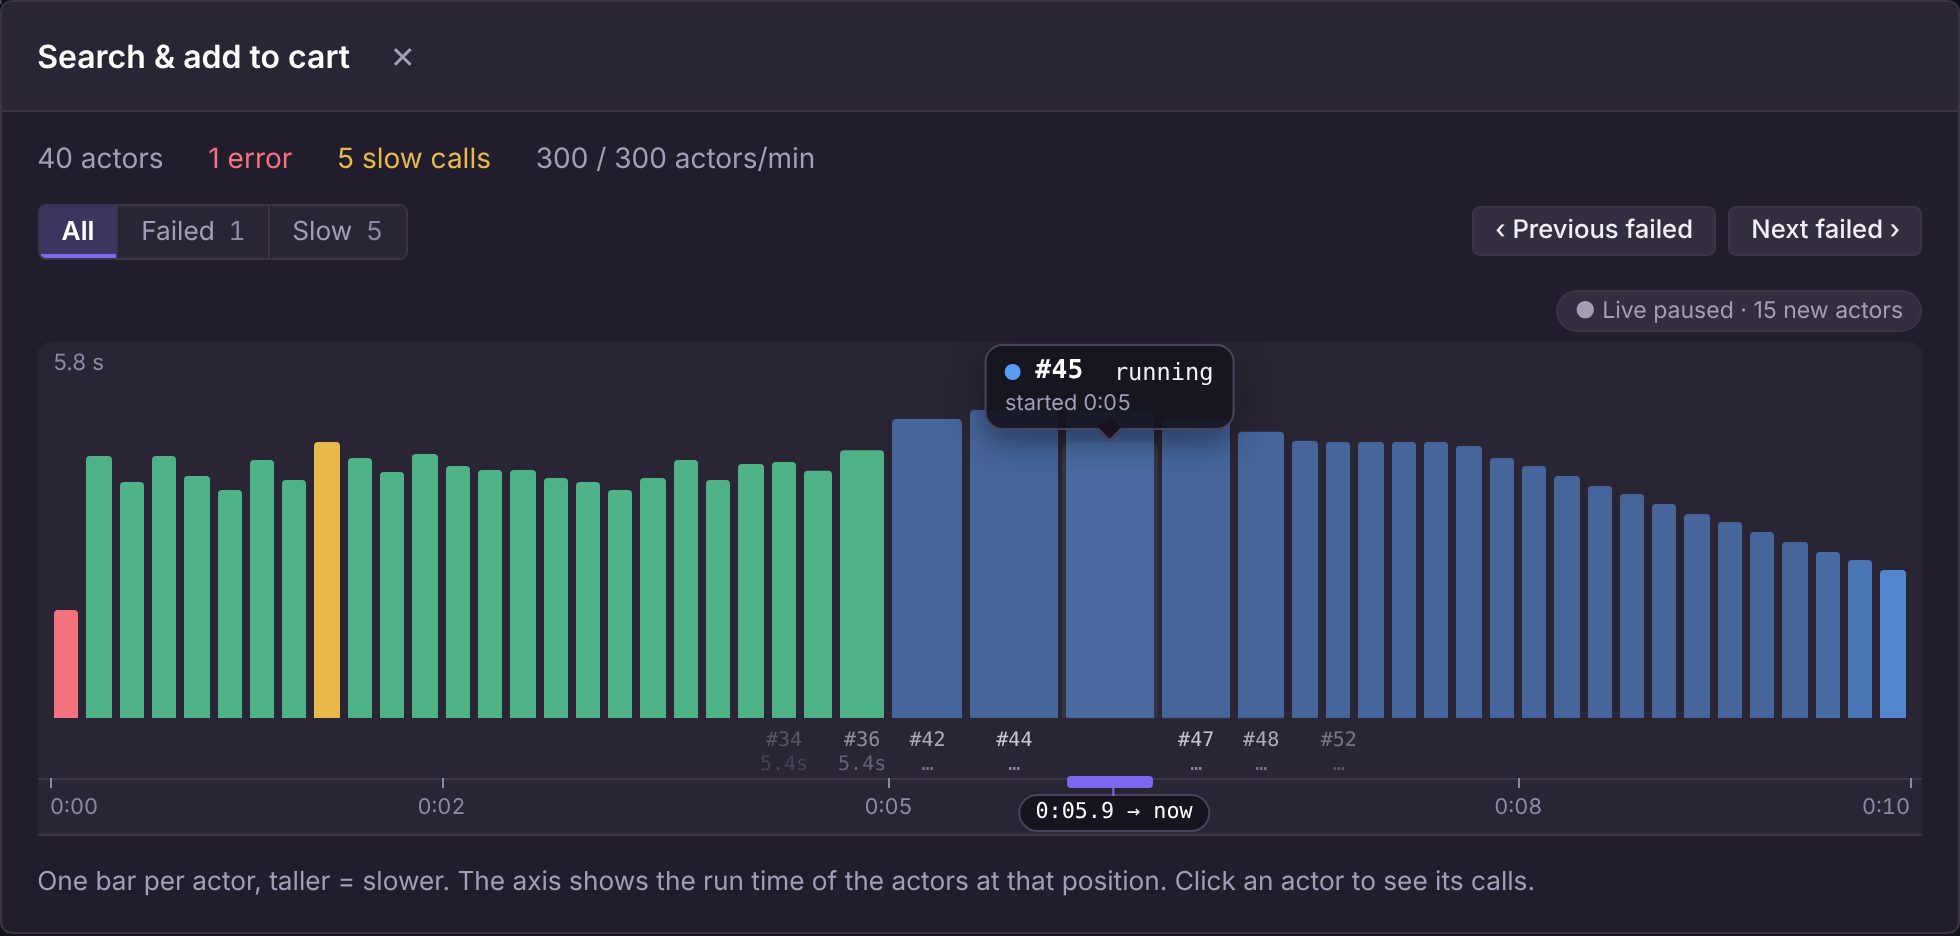 Search & add to cart ✕
40 actors 1 error 5 slow calls 300 / 300 actors/min
All Failed 1 Slow 5 ‹ Previous failed Next failed ›
Live paused · 15 new actors
5.8 s
#45 running
started 0:05
#34 #36 #42 #44 #47 #48 #52
5.4s 5.4s … … … … …
0:00 0:02 0:05 0:08 0:10
0:05.9 → now
One bar per actor, taller = slower. The axis shows the run time of the actors at that position. Click an actor to see its calls.